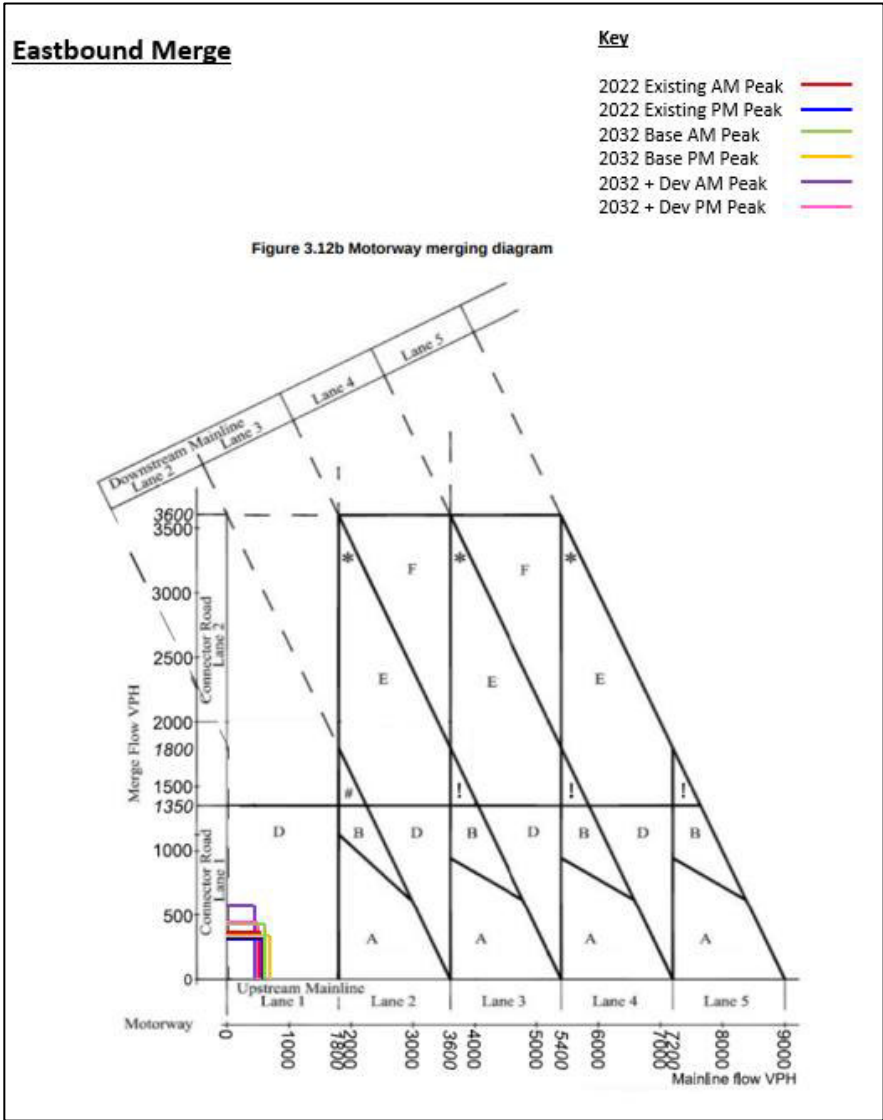 Eastbound Merge
Key
2022 Existing AM Peak
2022 Existing PM Peak
2032 Base AM Peak
2032 Base PM Peak
2032 + Dev AM Peak
2032 + Dev PM Peak
Figure 3.12b Motorway merging diagram
Downstream Mainline
Lane 2
Lane 3
Lane 4
Lane 5
Merge Flow VPH
Connector Road
Lane 2
Connector Road
Lane 1
3600
3500
3000
2500
2000
1800
1500
1350
1000
500
0
* F * F *
E E E
# ! ! !
D B D B D B D B
A A A A
Upstream Mainline
Lane 1 Lane 2 Lane 3 Lane 4 Lane 5
Motorway
0 1000 1800 2000 3000 3600 4000 5000 5400 6000 7000 7200 8000 9000
Mainline flow VPH